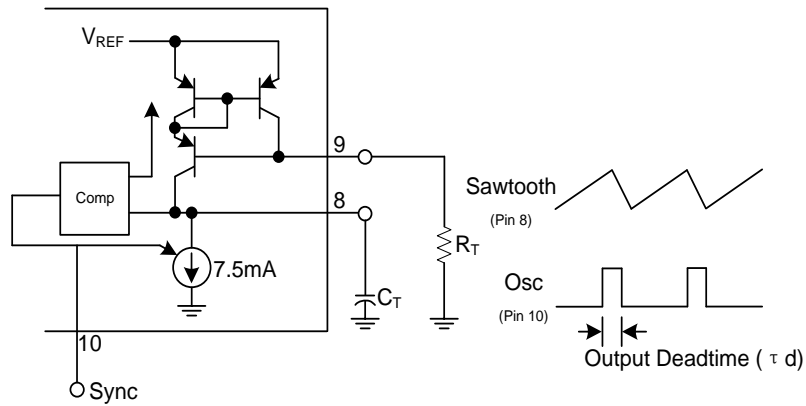 VREF
9
Comp
8
7.5mA
RT
CT
10
Sync
Sawtooth
(Pin 8)
Osc
(Pin 10)
Output Deadtime ( τ d)